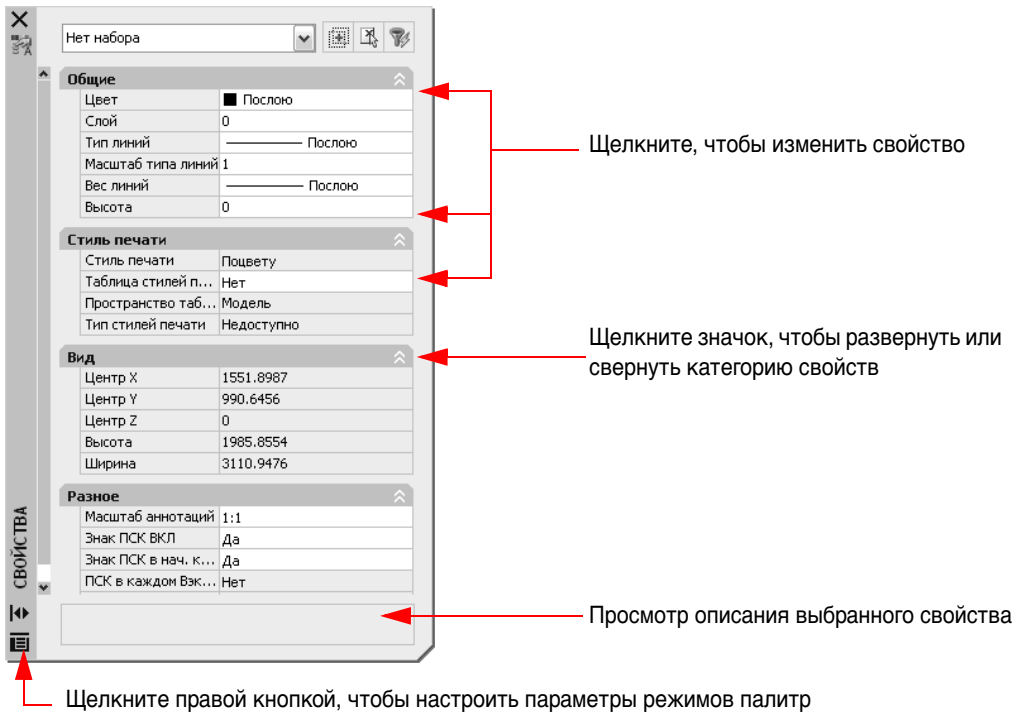 Нет набора
Общие
Цвет Послою
Слой 0
Тип линий Послою
Масштаб типа линий 1
Вес линий Послою
Высота 0
Стиль печати
Стиль печати Поцвету
Таблица стилей п... Нет
Пространство таб... Модель
Тип стилей печати Недоступно
Вид
Центр X 1551.8987
Центр Y 990.6456
Центр Z 0
Высота 1985.8554
Ширина 3110.9476
Разное
Масштаб аннотаций 1:1
Знак ПСК ВКЛ Да
Знак ПСК в нач. к... Да
ПСК в каждом Вэк... Нет
СВОЙСТВА
Щелкните, чтобы изменить свойство
Щелкните значок, чтобы развернуть или
свернуть категорию свойств
Просмотр описания выбранного свойства
Щелкните правой кнопкой, чтобы настроить параметры режимов палитр